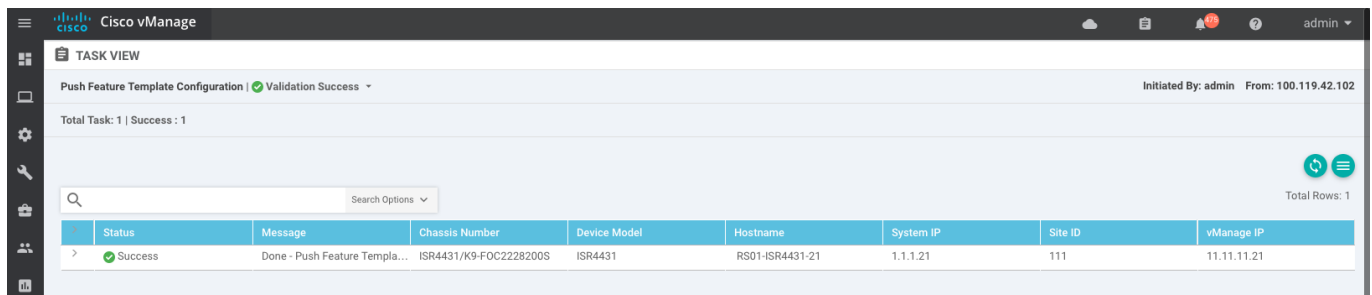 CISCO Cisco vManage 475 admin
TASK VIEW
Push Feature Template Configuration | Validation Success Initiated By: admin From: 100.119.42.102
Total Task: 1 | Success : 1
Search Options Total Rows: 1
Status Message Chassis Number Device Model Hostname System IP Site ID vManage IP
Success Done - Push Feature Templa... ISR4431/K9-FOC2228200S ISR4431 RS01-ISR4431-21 1.1.1.21 111 11.11.11.21